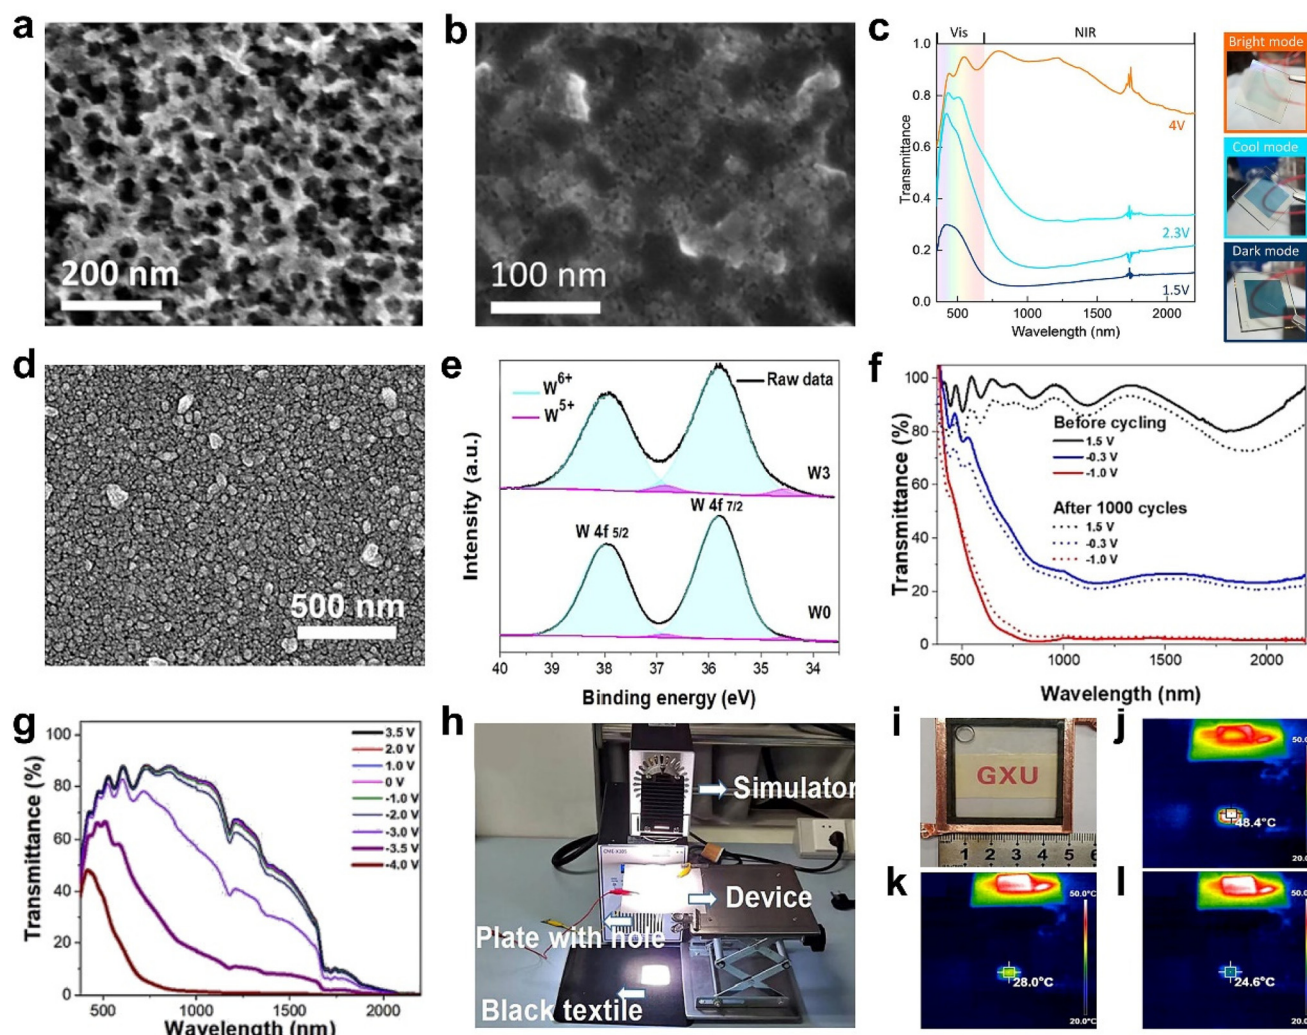 a
200 nm
b
100 nm
c
Vis
NIR
1.0
0.8
0.6
0.4
0.2
0.0
Transmittance
4V
2.3V
1.5V
500
1000
1500
2000
Wavelength (nm)
Bright mode
Cool mode
Dark mode
d
500 nm
e
W6+
W5+
Raw data
W3
W 4f 7/2
W 4f 5/2
W0
Intensity (a.u.)
40
39
38
37
36
35
34
Binding energy (eV)
f
100
80
60
40
20
0
Transmittance (%)
Before cycling
1.5 V
-0.3 V
-1.0 V
After 1000 cycles
1.5 V
-0.3 V
-1.0 V
500
1000
1500
2000
Wavelength (nm)
g
100
80
60
40
20
0
Transmittance (%)
3.5 V
2.0 V
1.0 V
0 V
-1.0 V
-2.0 V
-3.0 V
-3.5 V
-4.0 V
500
1000
1500
2000
Wavelength (nm)
h
Simulator
Device
Plate with hole
Black textile
i
GXU
1 2 3 4 5 6
j
50.
48.4°C
20.
k
50.0°C
28.0°C
20.0°C
l
50.
24.6°C
20.